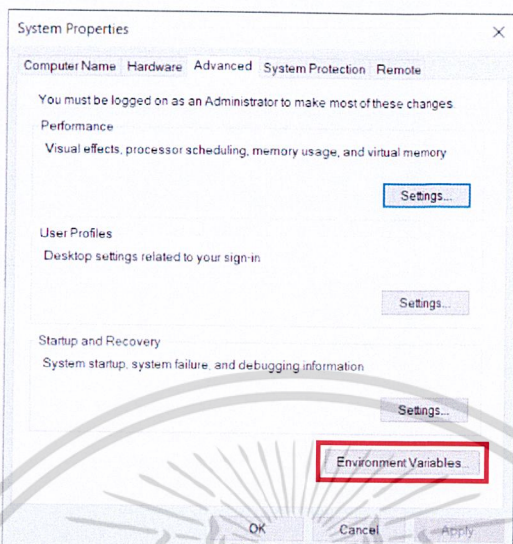 System Properties
Computer Name Hardware Advanced System Protection Remote
You must be logged on as an Administrator to make most of these changes
Performance
Visual effects, processor scheduling, memory usage, and virtual memory
Settings...
User Profiles
Desktop settings related to your sign-in
Settings...
Startup and Recovery
System startup, system failure, and debugging information
Settings...
Environment Variables...
OK Cancel Apply